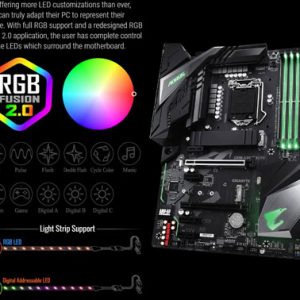 ffering more LED customizations than ever,
can truly adapt their PC to represent their
e. With full RGB support and a redesigned RGB
2.0 application, the user has complete control
e LEDs which surround the motherboard.
RGB
FUSION
2.0
Pulse
Flash
Double Flash
Cycle Color
Music
Game
Digital A
Digital B
Digital C
Light Strip Support
RGB LED
Digital Addressable LED
AORUS
GIGABYTE